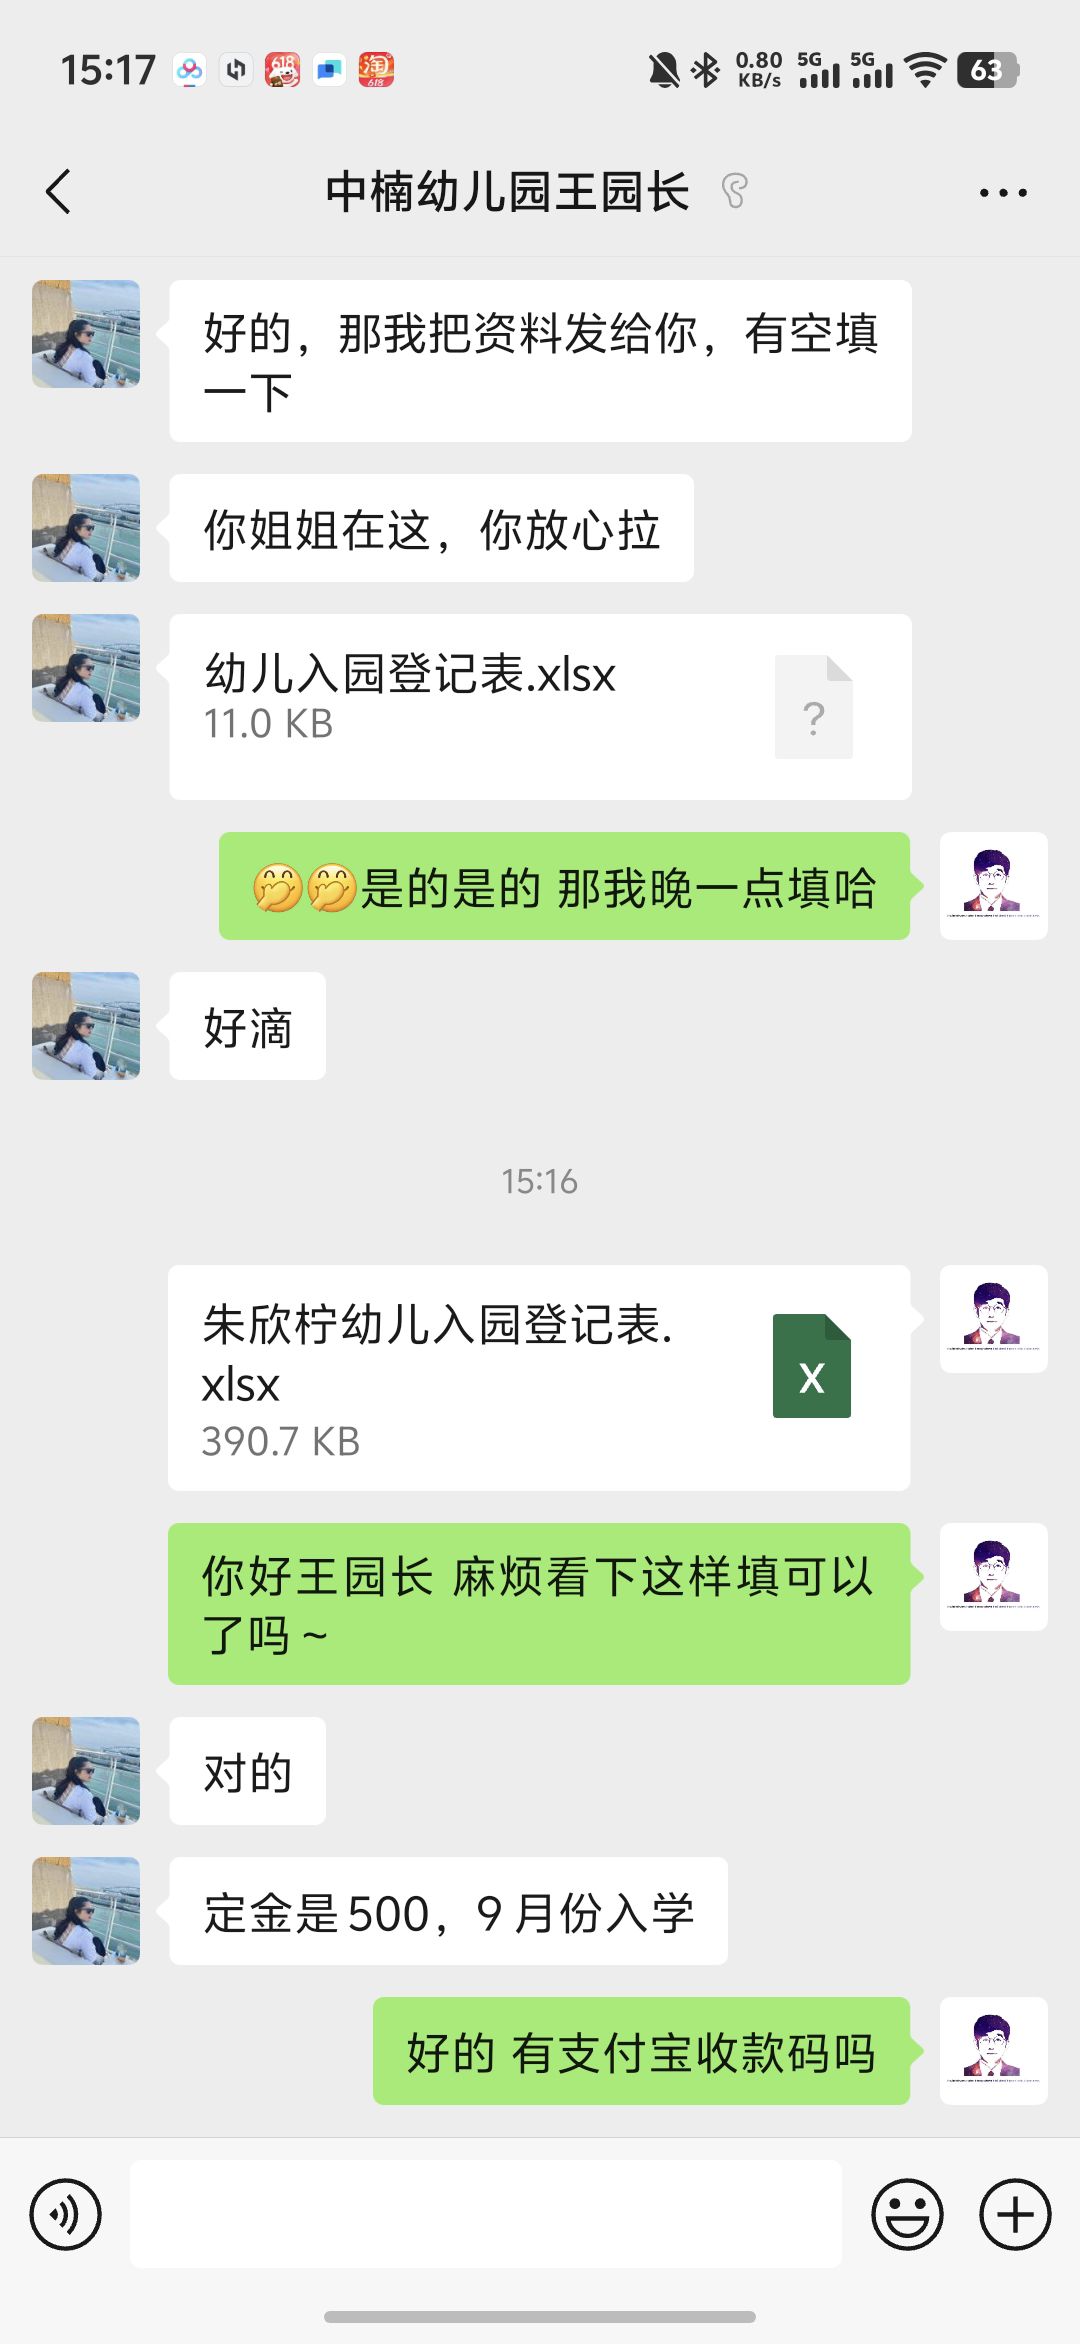 15:17
618
淘
618
0.80
KB/s
5G
5G
63
中楠幼儿园王园长
好的，那我把资料发给你，有空填
一下
你姐姐在这，你放心拉
幼儿入园登记表.xlsx
11.0 KB
?
🤭🤭是的是的 那我晚一点填哈
好滴
15:16
朱欣柠幼儿入园登记表.
xlsx
390.7 KB
X
你好王园长 麻烦看下这样填可以
了吗 ~
对的
定金是500，9 月份入学
好的 有支付宝收款码吗